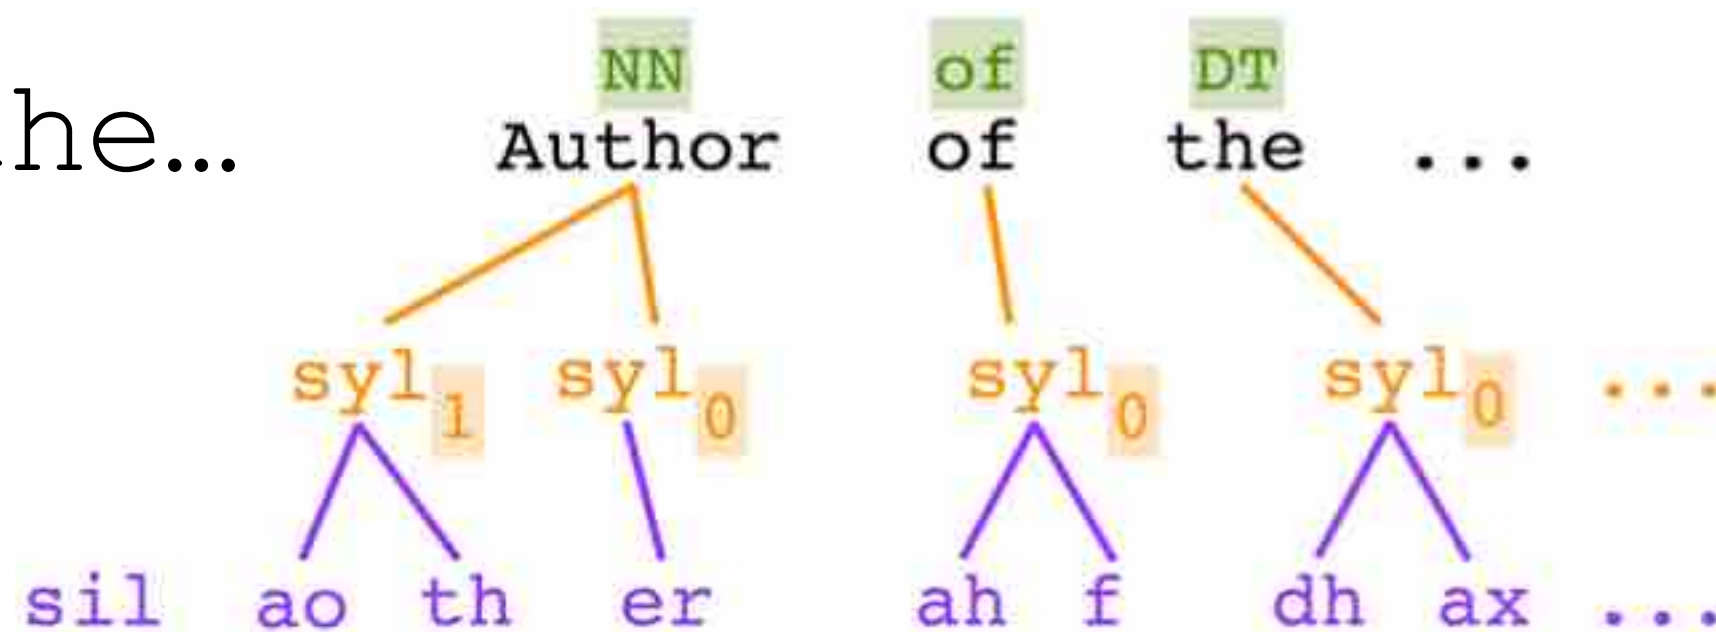 NN of DT
he... Author of the ...
syl1 syl0 syl0 syl0 ...
sil ao th er ah f dh ax ...